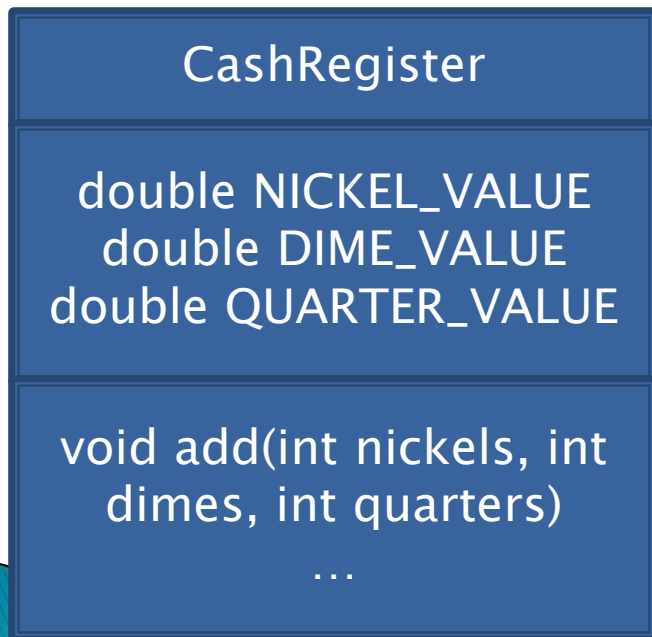 CashRegister
double NICKEL_VALUE
double DIME_VALUE
double QUARTER_VALUE
void add(int nickels, int
dimes, int quarters)
...